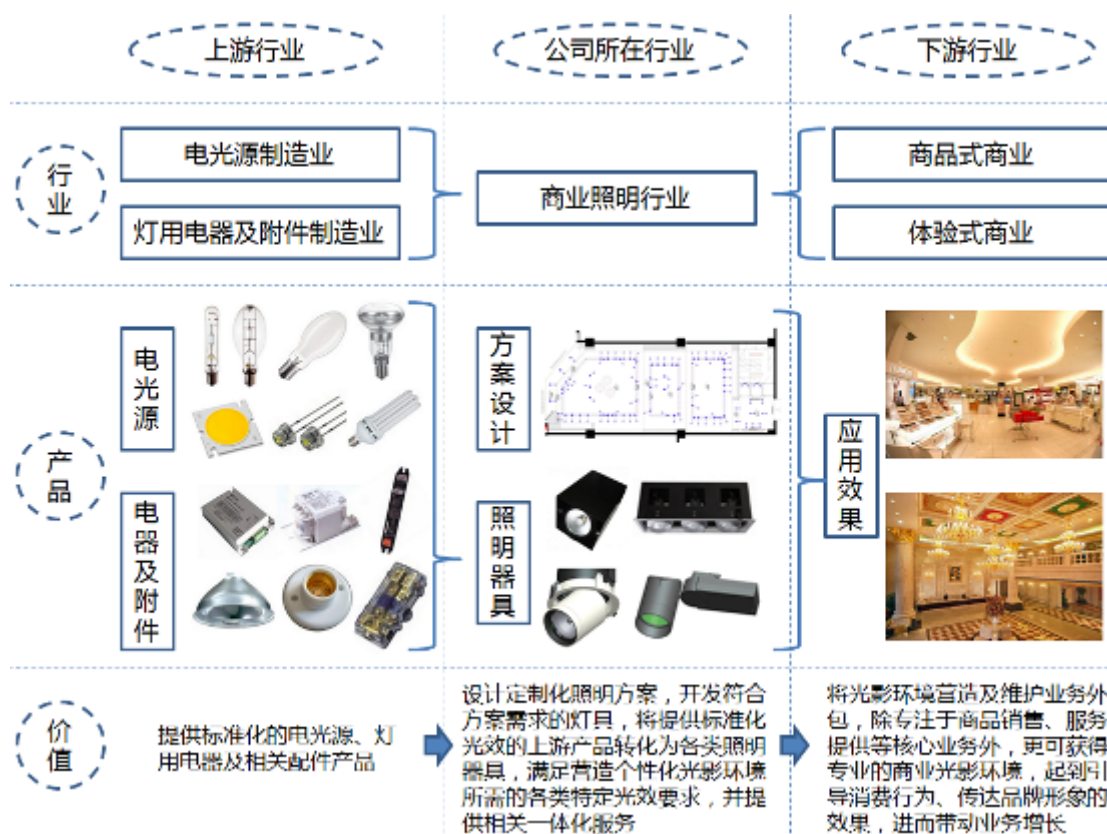 上游行业
公司所在行业
下游行业
行业
电光源制造业
灯用电器及附件制造业
商业照明行业
商品式商业
体验式商业
产品
电光源
电器及附件
方案设计
照明器具
应用效果
价值
提供标准化的电光源、灯
用电器及相关配件产品
设计定制化照明方案，开发符合
方案需求的灯具，将提供标准化
光效的上游产品转化为各类照明
器具，满足营造个性化光影环境
所需的各类特定光效要求，并提
供相关一体化服务
将光影环境营造及维护业务外
包，除专注于商品销售、服务
提供等核心业务外，更可获得
专业的商业光影环境，起到引
导消费行为、传达品牌形象的
效果，进而带动业务增长